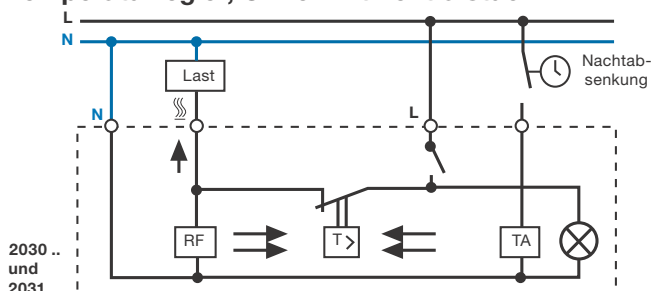 L
N
Last
Nachtab-
senkung
N
L
RF
T
TA
2030 ..
und
2031